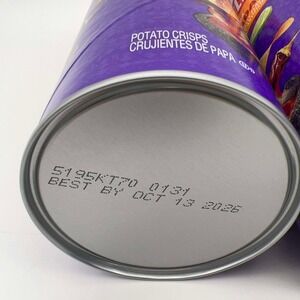 POTATO CRISPS
CRUJIENTES DE PAPA
5195KT70 0131
BEST BY OCT 13 2026